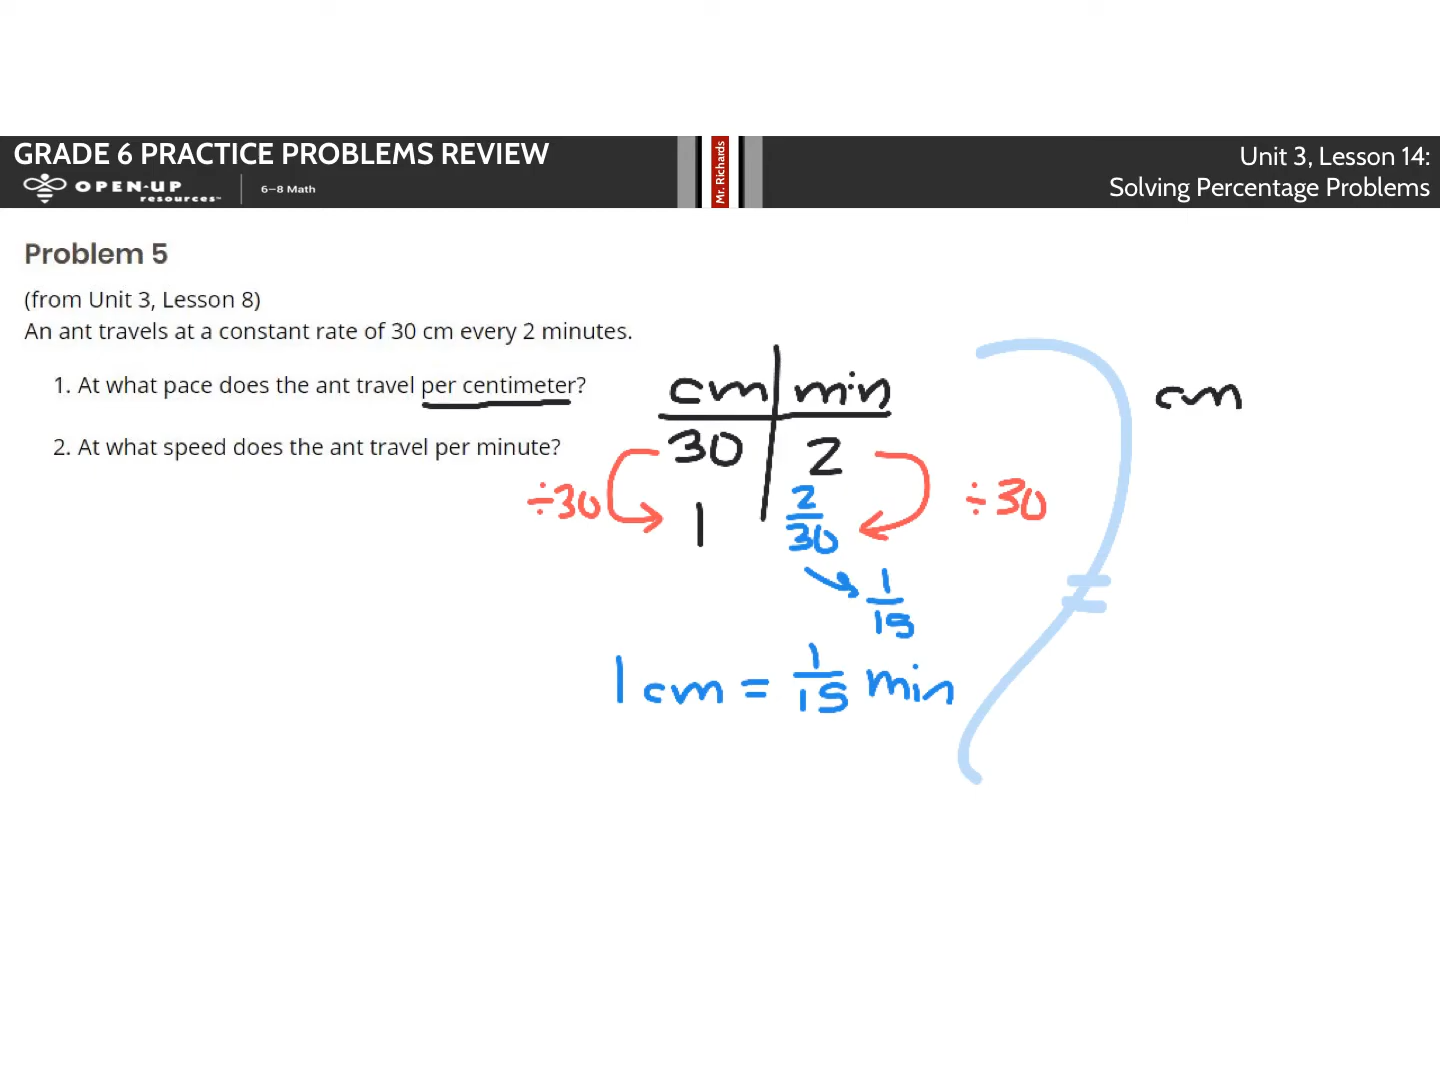 GRADE 6 PRACTICE PROBLEMS REVIEW
OPEN-UP
resources™
6–8 Math
Mr. Richards
Unit 3, Lesson 14:
Solving Percentage Problems
Problem 5
(from Unit 3, Lesson 8)
An ant travels at a constant rate of 30 cm every 2 minutes.
1. At what pace does the ant travel per centimeter?
2. At what speed does the ant travel per minute?
cm min
30 2
÷30 1 2/30 ÷30
1/15
1 cm = 1/15 min
=
cm